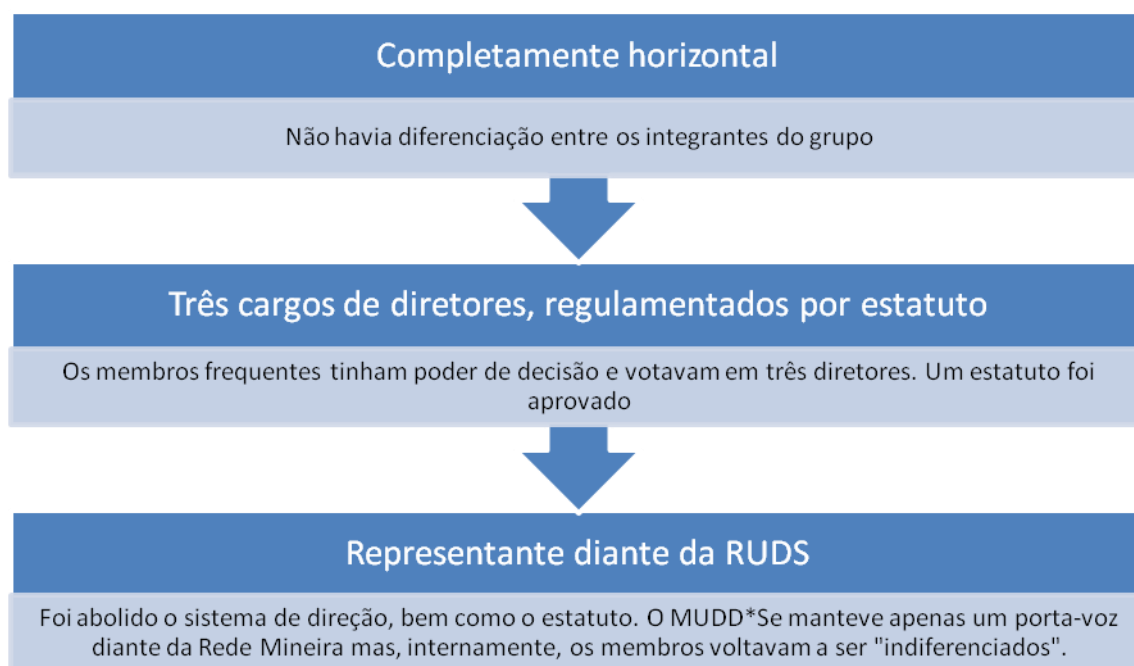 Completamente horizontal
Não havia diferenciação entre os integrantes do grupo
Três cargos de diretores, regulamentados por estatuto
Os membros frequentes tinham poder de decisão e votavam em três diretores. Um estatuto foi
aprovado
Representante diante da RUDS
Foi abolido o sistema de direção, bem como o estatuto. O MUDD*Se manteve apenas um porta-voz
diante da Rede Mineira mas, internamente, os membros voltavam a ser "indiferenciados".